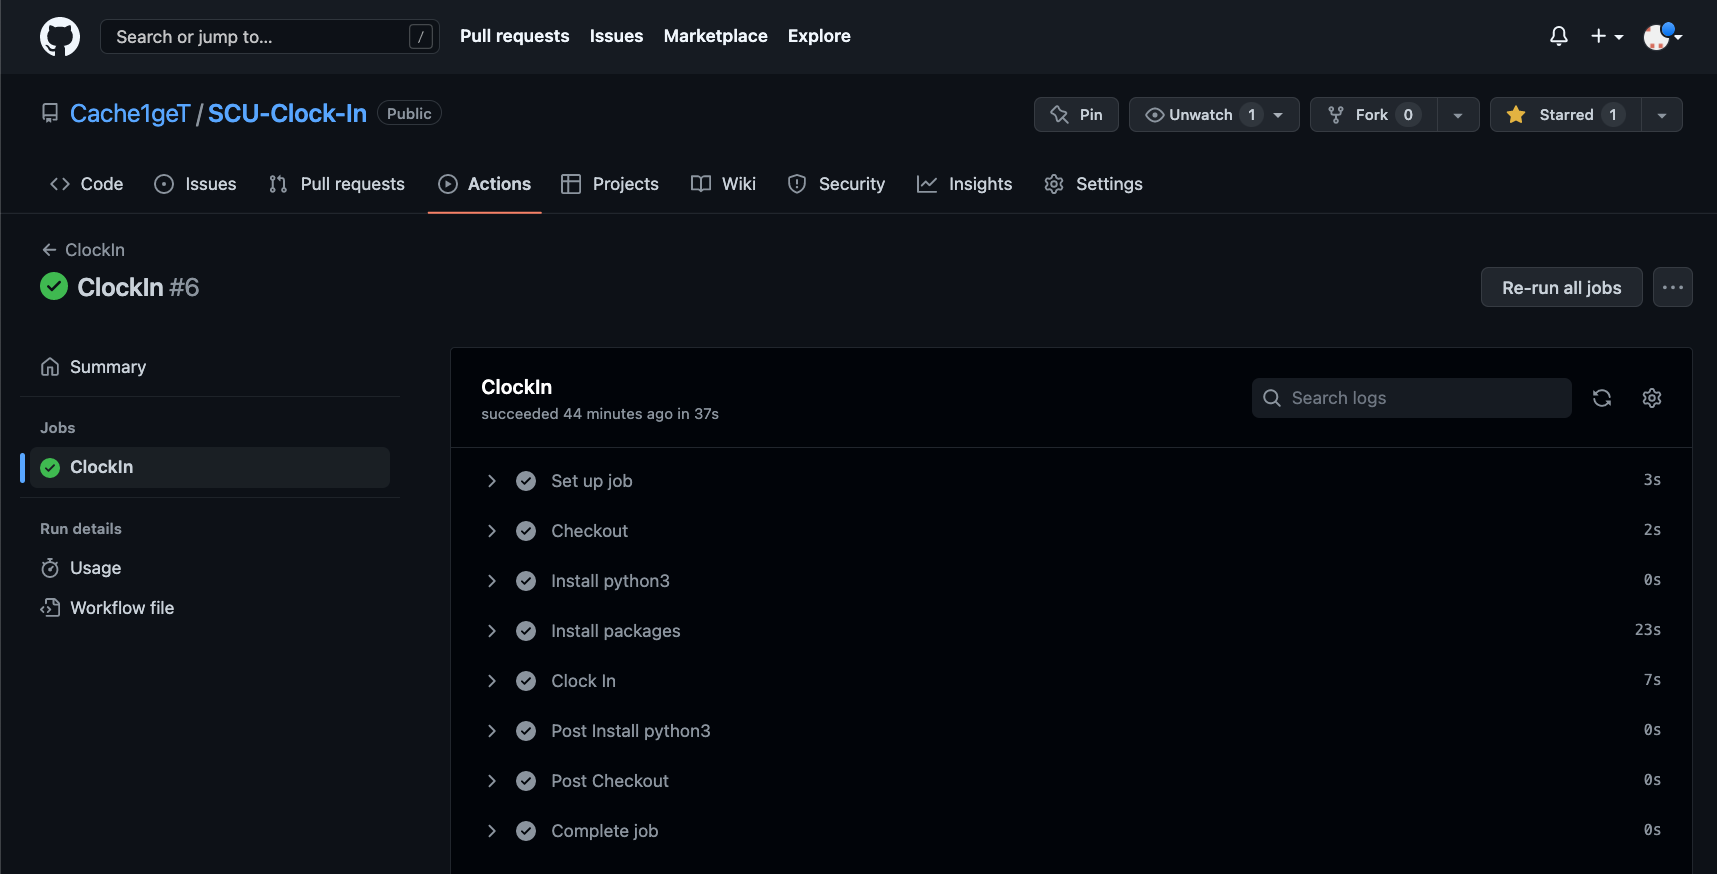 Search or jump to... /
Pull requests Issues Marketplace Explore
Cache1geT / SCU-Clock-In Public
Pin Unwatch 1 Fork 0 Starred 1
Code Issues Pull requests Actions Projects Wiki Security Insights Settings
ClockIn
ClockIn #6
Re-run all jobs
Summary
Jobs
ClockIn
Run details
Usage
Workflow file
ClockIn
succeeded 44 minutes ago in 37s
Search logs
Set up job 3s
Checkout 2s
Install python3 0s
Install packages 23s
Clock In 7s
Post Install python3 0s
Post Checkout 0s
Complete job 0s